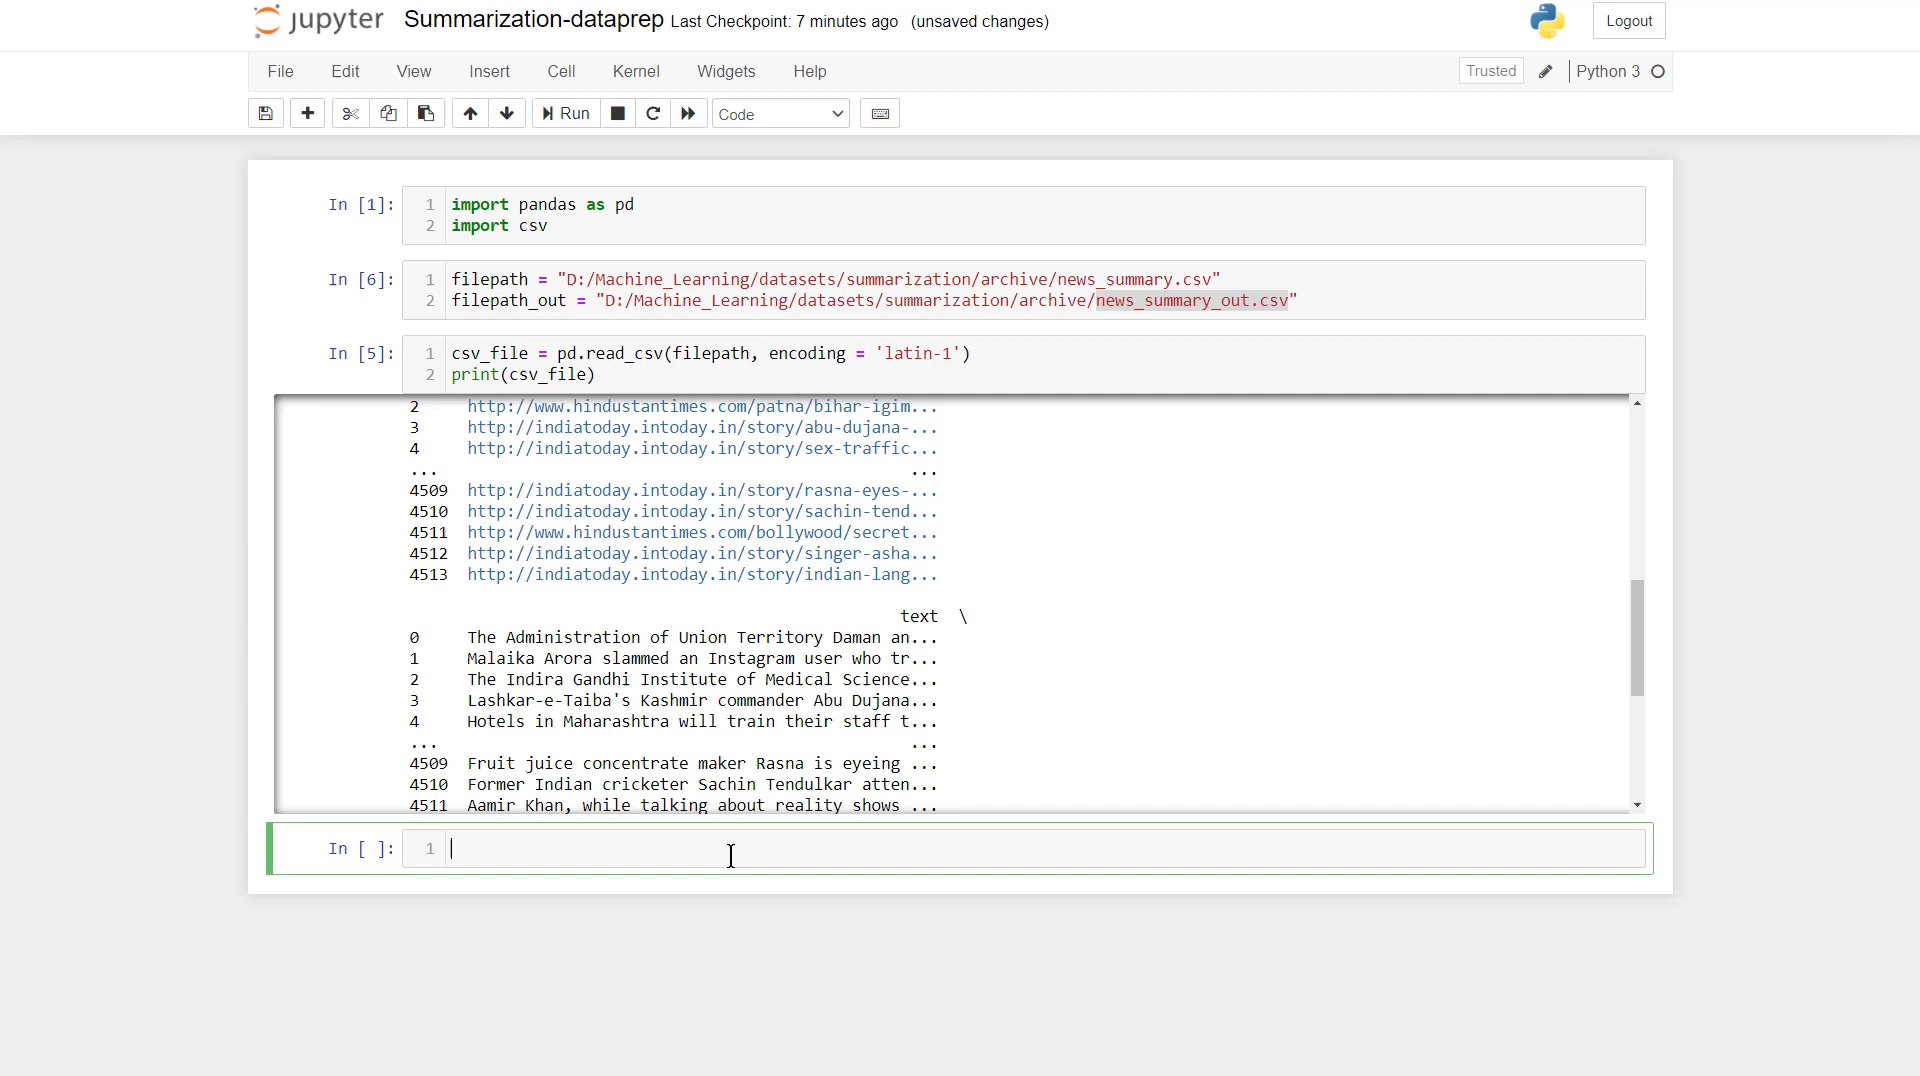 jupyter Summarization-dataprep Last Checkpoint: 7 minutes ago (unsaved changes) Logout
File Edit View Insert Cell Kernel Widgets Help Trusted Python 3
Run Code
In [1]: 1 import pandas as pd
2 import csv
In [6]: 1 filepath = "D:/Machine_Learning/datasets/summarization/archive/news_summary.csv"
2 filepath_out = "D:/Machine_Learning/datasets/summarization/archive/news_summary_out.csv"
In [5]: 1 csv_file = pd.read_csv(filepath, encoding = 'latin-1')
2 print(csv_file)
2 http://www.hindustantimes.com/patna/bihar-igim...
3 http://indiatoday.intoday.in/story/abu-dujana-...
4 http://indiatoday.intoday.in/story/sex-traffic...
... ...
4509 http://indiatoday.intoday.in/story/rasna-eyes-...
4510 http://indiatoday.intoday.in/story/sachin-tend...
4511 http://www.hindustantimes.com/bollywood/secret...
4512 http://indiatoday.intoday.in/story/singer-asha...
4513 http://indiatoday.intoday.in/story/indian-lang...
text \
0 The Administration of Union Territory Daman an...
1 Malaika Arora slammed an Instagram user who tr...
2 The Indira Gandhi Institute of Medical Science...
3 Lashkar-e-Taiba's Kashmir commander Abu Dujana...
4 Hotels in Maharashtra will train their staff t...
... ...
4509 Fruit juice concentrate maker Rasna is eyeing ...
4510 Former Indian cricketer Sachin Tendulkar atten...
4511 Aamir Khan, while talking about reality shows ...
In [ ]: 1